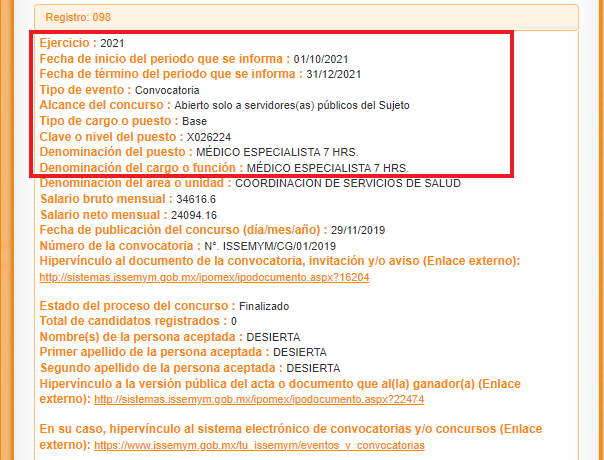 Registro: 098
Ejercicio : 2021
Fecha de inicio del periodo que se informa : 01/10/2021
Fecha de término del periodo que se informa : 31/12/2021
Tipo de evento : Convocatoria
Alcance del concurso : Abierto solo a servidores(as) públicos del Sujeto
Tipo de cargo o puesto : Base
Clave o nivel del puesto : X026224
Denominación del puesto : MÉDICO ESPECIALISTA 7 HRS.
Denominación del cargo o función : MÉDICO ESPECIALISTA 7 HRS.
Denominación del área o unidad : COORDINACIÓN DE SERVICIOS DE SALUD
Salario bruto mensual : 34616.6
Salario neto mensual : 24094.16
Fecha de publicación del concurso (día/mes/año) : 29/11/2019
Número de la convocatoria : N°. ISSEMYM/CG/01/2019
Hipervínculo al documento de la convocatoria, invitación y/o aviso (Enlace externo):
http://sistemas.issemym.gob.mx/ipomex/ipodocumento.aspx?16204
Estado del proceso del concurso : Finalizado
Total de candidatos registrados : 0
Nombre(s) de la persona aceptada : DESIERTA
Primer apellido de la persona aceptada : DESIERTA
Segundo apellido de la persona aceptada : DESIERTA
Hipervínculo a la versión pública del acta o documento que al(la) ganador(a) (Enlace
externo): http://sistemas.issemym.gob.mx/ipomex/ipodocumento.aspx?22474
En su caso, hipervínculo al sistema electrónico de convocatorias y/o concursos (Enlace
externo): https://www.issemym.gob.mx/tu_issemym/eventos_y_convocatorias